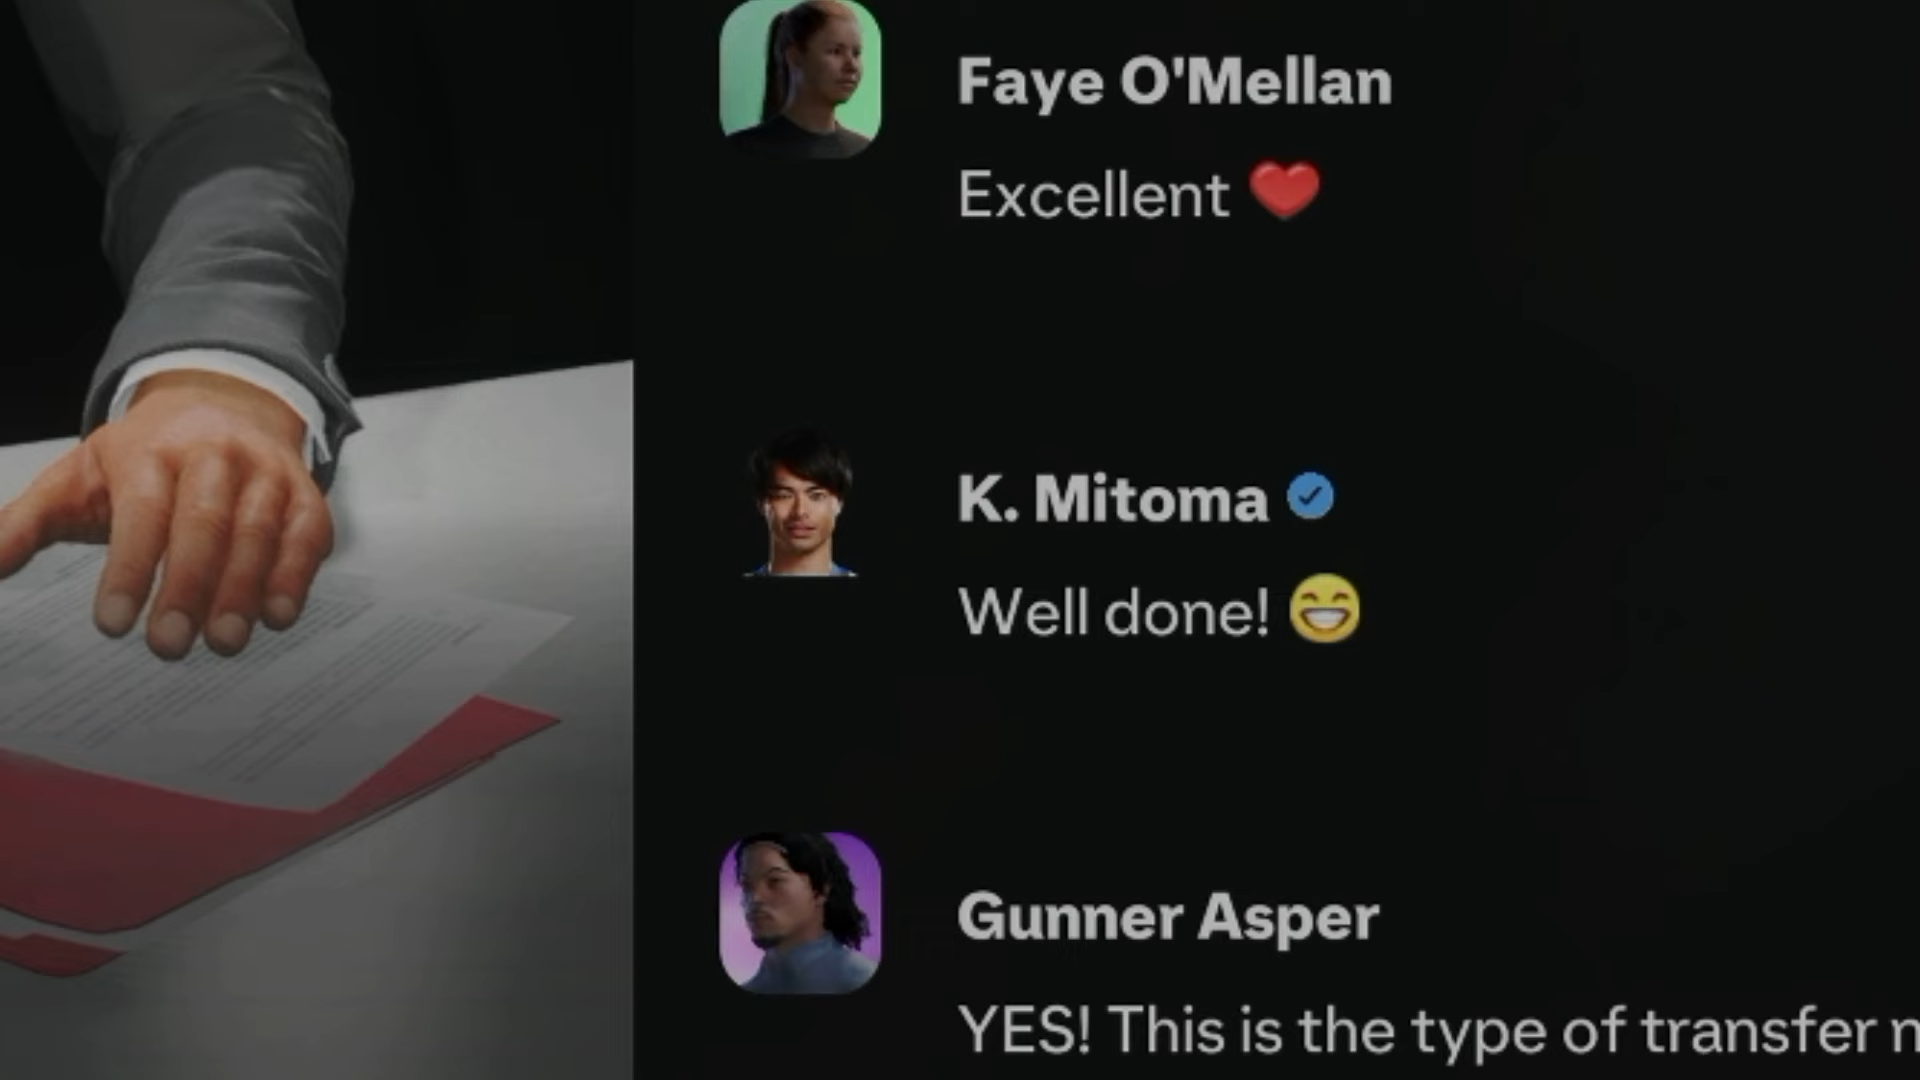 Faye O'Mellan
Excellent ❤️
K. Mitoma
Well done! 😁
Gunner Asper
YES! This is the type of transfer